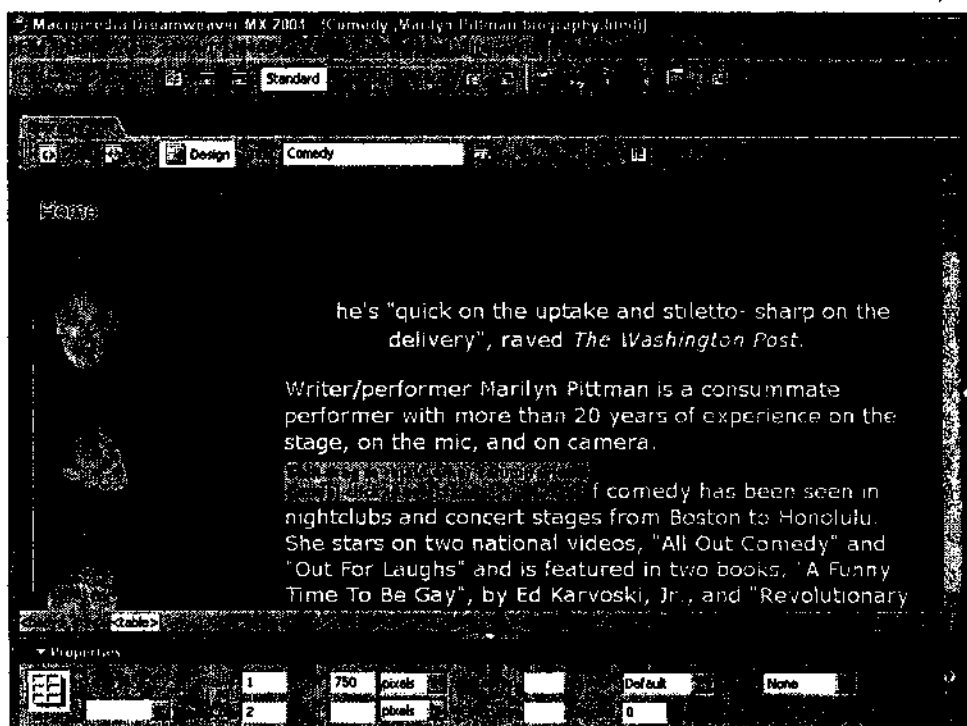 Macromedia Dreamweaver MX 2003 - [Comedy, Marilyn Pittman biography.html]
Standard
Design Comedy
Home
he's "quick on the uptake and stiletto- sharp on the
delivery", raved The Washington Post.
Writer/performer Marilyn Pittman is a consummate
performer with more than 20 years of experience on the
stage, on the mic, and on camera.
f comedy has been seen in
nightclubs and concert stages from Boston to Honolulu.
She stars on two national videos, "All Out Comedy" and
"Out For Laughs" and is featured in two books, "A Funny
Time To Be Gay", by Ed Karvoski, Jr., and "Revolutionary
<table>
Properties
1 750 pixels Default None
2 pixels 0